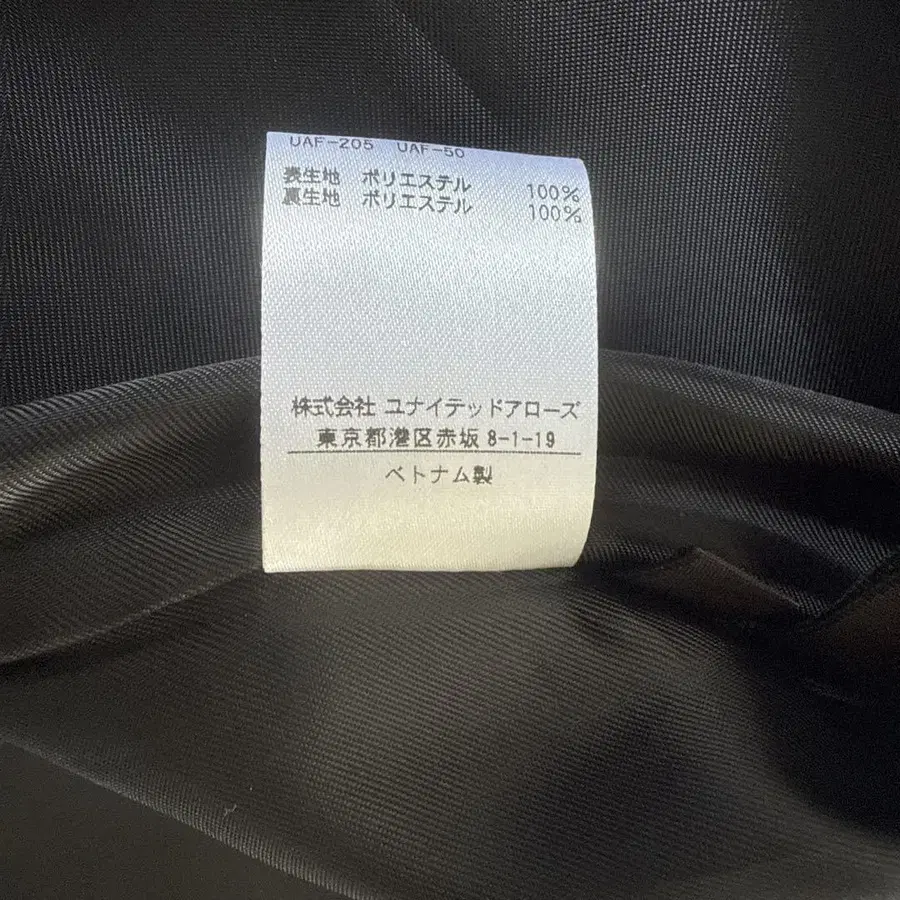 UAF-205 UAF-50
表生地 ポリエステル 100%
裏生地 ポリエステル 100%
株式会社 ユナイテッドアローズ
東京都港区赤坂 8-1-19
ベトナム製